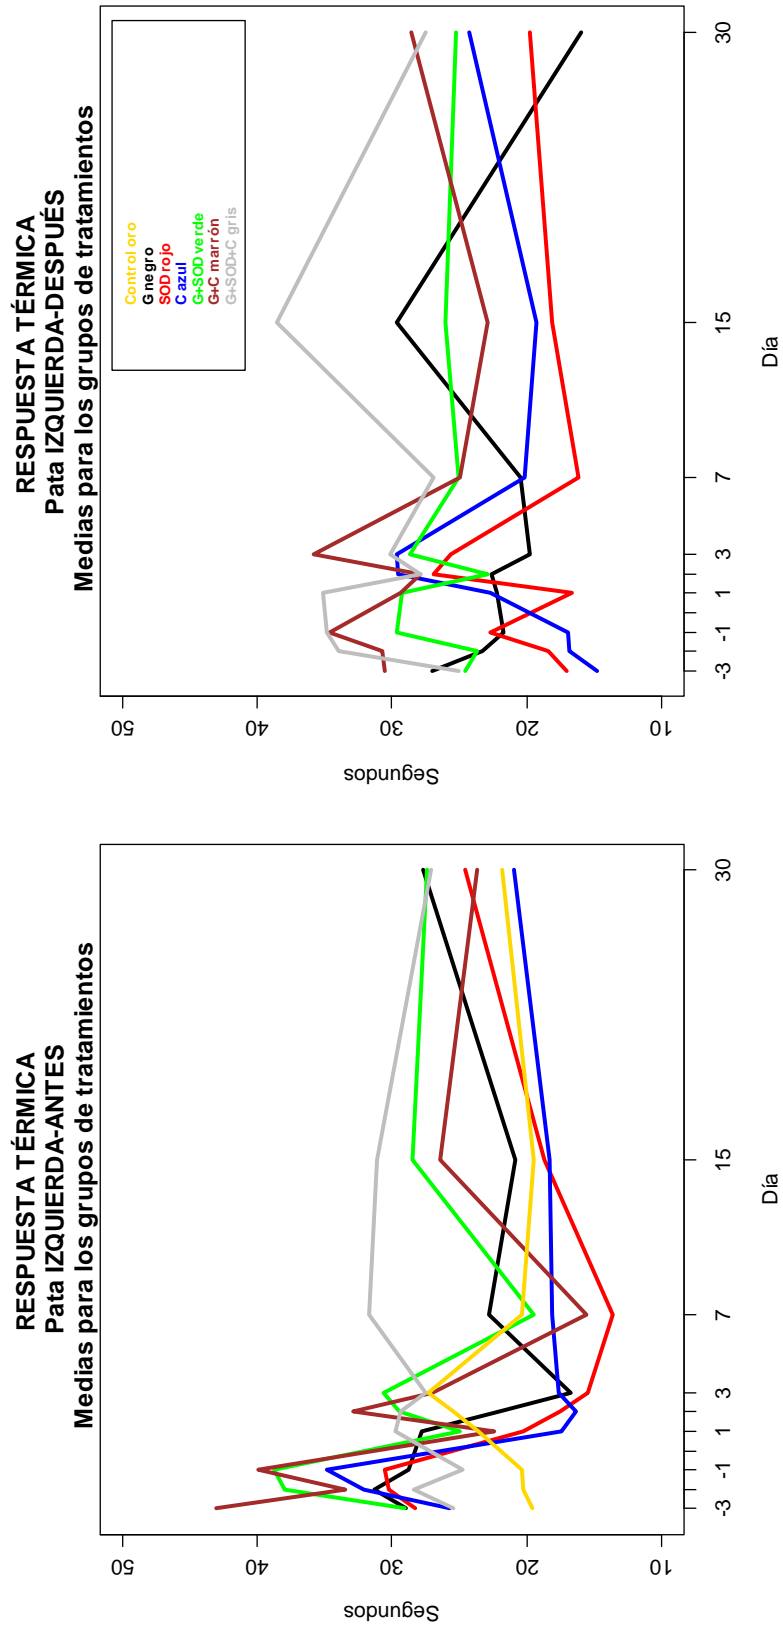 RESPUESTA TÉRMICA
Pata IZQUIERDA-ANTES
Medias para los grupos de tratamientos
50
40
30
20
10
Segundos
-3
-1
1
3
7
15
30
Día
RESPUESTA TÉRMICA
Pata IZQUIERDA-DESPUÉS
Medias para los grupos de tratamientos
Control oro
G negro
SOD rojo
C azul
G+SOD verde
G+C marrón
G+SOD+C gris
50
40
30
20
10
Segundos
-3
-1
1
3
7
15
30
Día